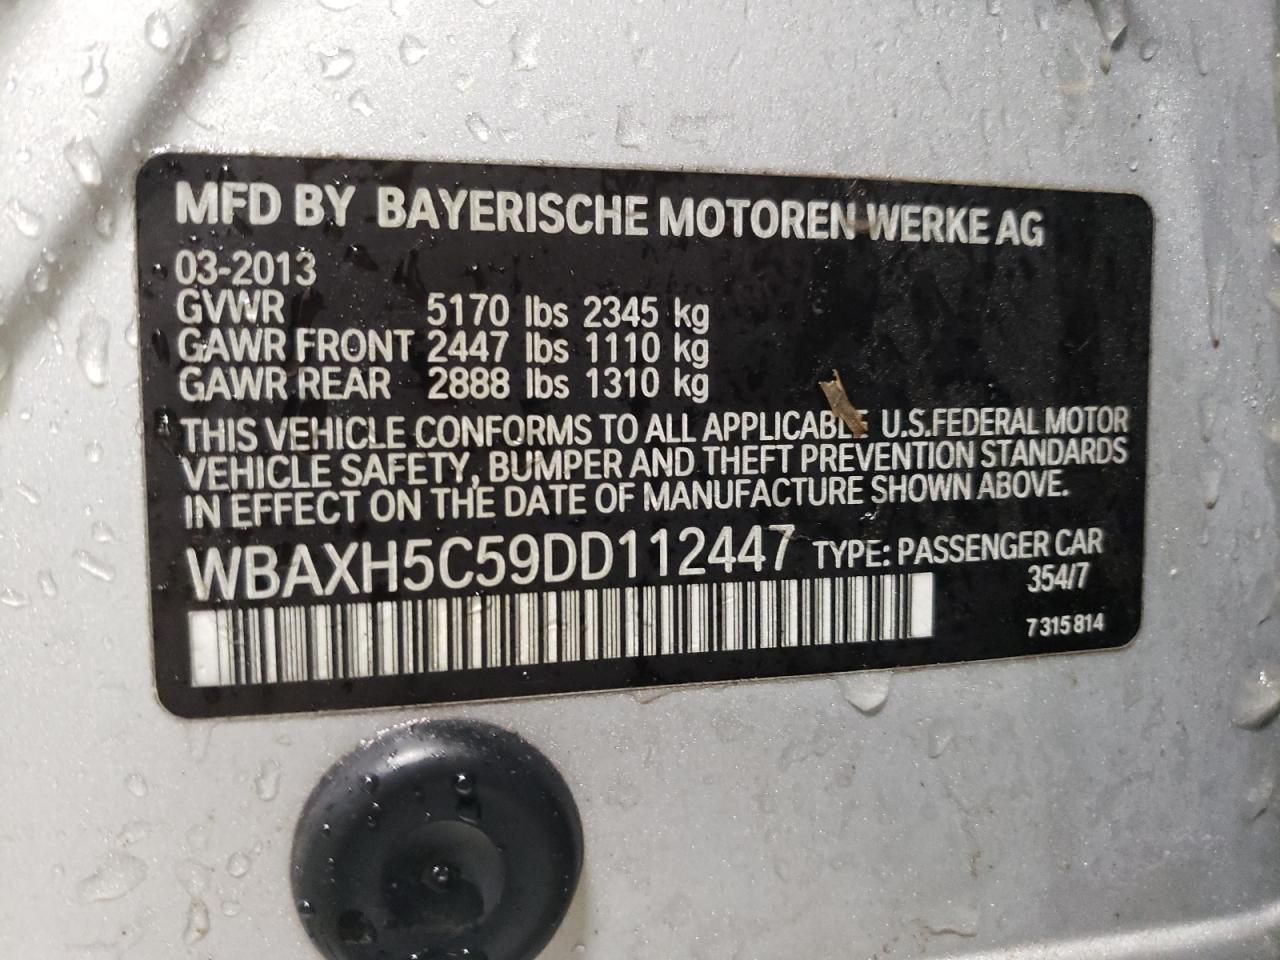 MFD BY BAYERISCHE MOTOREN WERKE AG
03-2013
GVWR 5170 lbs 2345 kg
GAWR FRONT 2447 lbs 1110 kg
GAWR REAR 2888 lbs 1310 kg
THIS VEHICLE CONFORMS TO ALL APPLICABLE U.S.FEDERAL MOTOR
VEHICLE SAFETY, BUMPER AND THEFT PREVENTION STANDARDS
IN EFFECT ON THE DATE OF MANUFACTURE SHOWN ABOVE.
WBAXH5C59DD112447 TYPE: PASSENGER CAR
354/7
7 315 814